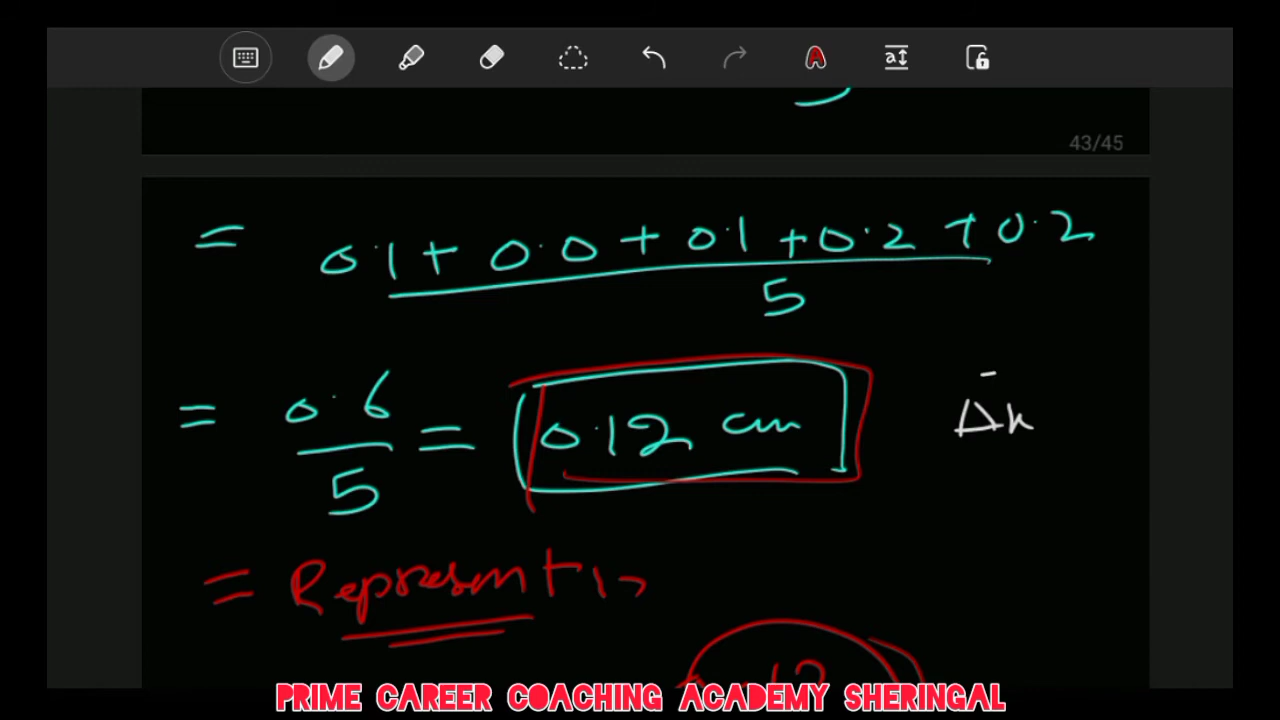 43/45
= 0.1 + 0.0 + 0.1 + 0.2 + 0.2
5
= 0.6 / 5 = 0.12 cm
= Represent
PRIME CAREER COACHING ACADEMY SHERINGAL